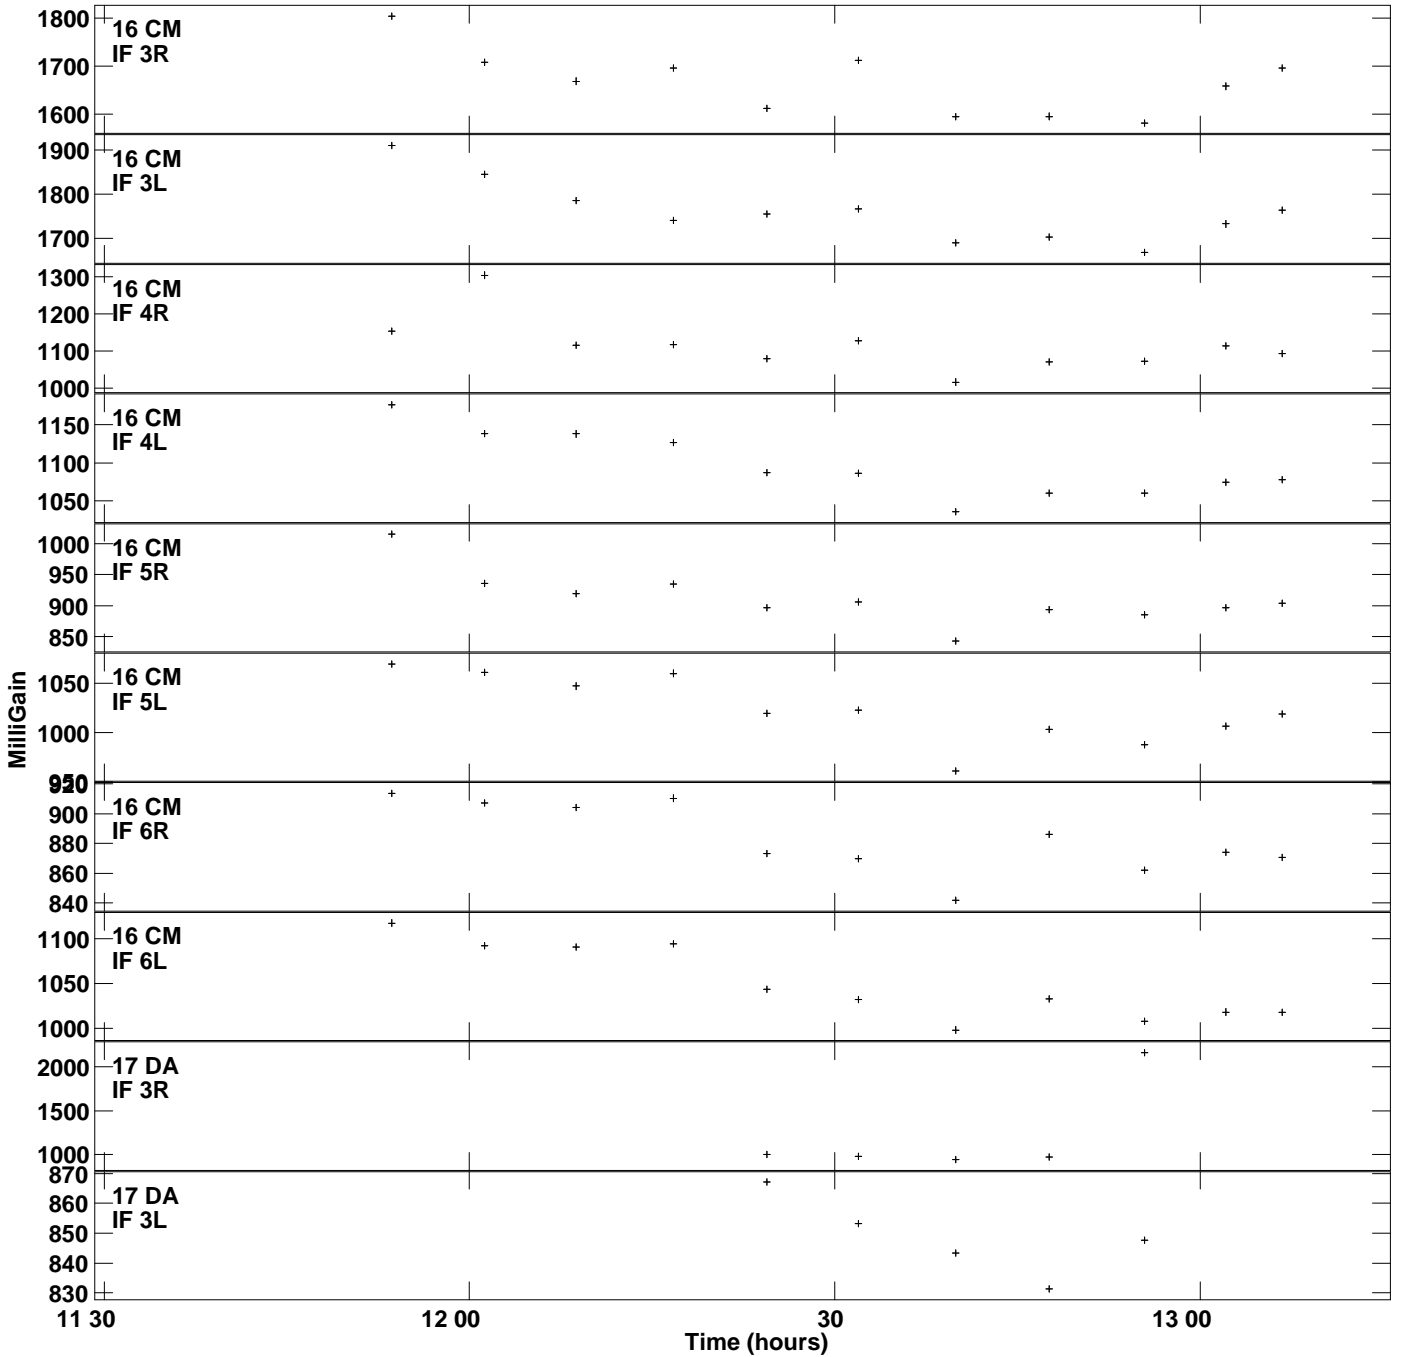 1800
16 CM
IF 3R
1700
1600
1900
16 CM
IF 3L
1800
1700
1300
16 CM
IF 4R
1200
1100
1000
16 CM
1150
IF 4L
1100
1050
1000
16 CM
IF 5R
950
900
850
16 CM
1050
IF 5L
1000
950
920
16 CM
900
IF 6R
880
860
840
16 CM
1100
IF 6L
1050
1000
17 DA
2000
IF 3R
1500
1000
870
17 DA
860
IF 3L
850
840
830
MilliGain
11 30 12 00 30 13 00
Time (hours)